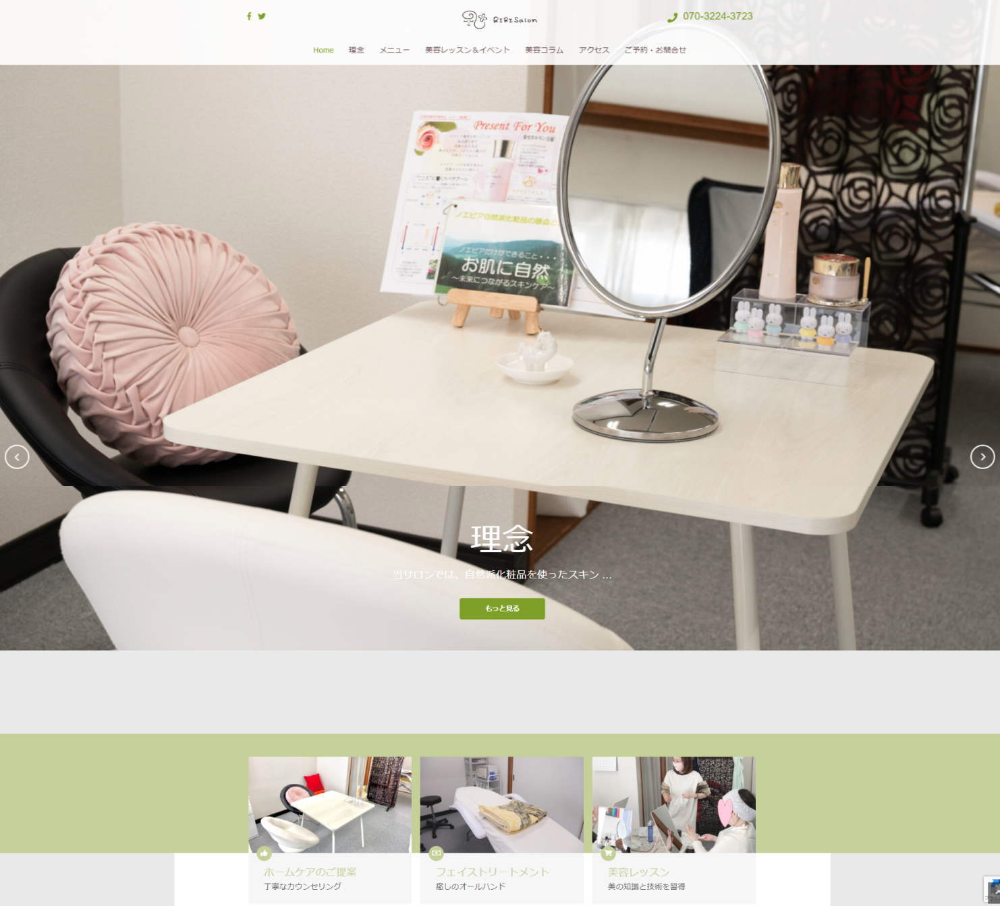 RIRISalon
070-3224-3723
Home 理念 メニュー 美容レッスン＆イベント 美容コラム アクセス ご予約・お問合せ
Present For You
ノエビア自然派化粧品の原点と
ノエビアだけができること・・・
お肌に自然
～未来につながるスキンケア～
理念
当サロンでは、自然派化粧品を使ったスキン ...
もっと見る
ホームケアのご提案
丁寧なカウンセリング
フェイストリートメント
癒しのオールハンド
美容レッスン
美の知識と技術を習得